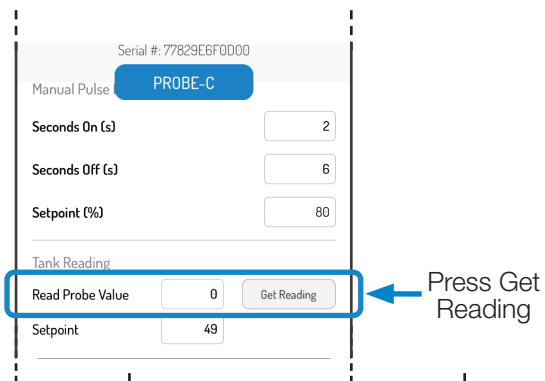 Serial #: 77829E6F0D00
PROBE-C
Manual Pulse
Seconds On (s) 2
Seconds Off (s) 6
Setpoint (%) 80
Tank Reading
Read Probe Value 0 Get Reading
Setpoint 49
Press Get
Reading